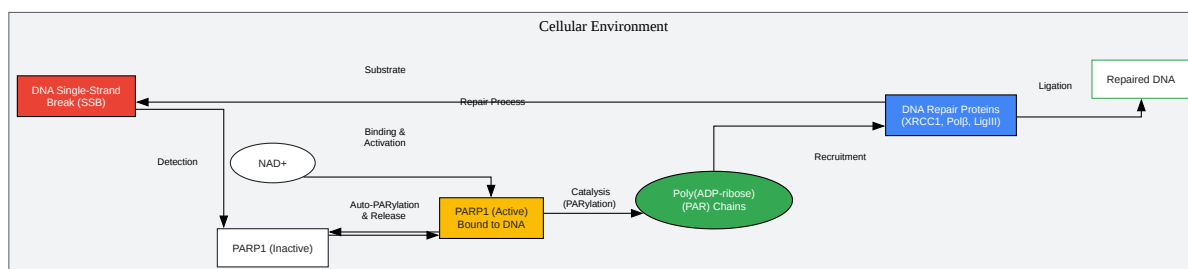 Cellular Environment
Substrate
DNA Single-Strand
Break (SSB)
Repair Process
DNA Repair Proteins
(XRCC1, Polβ, LigIII)
Ligation
Repaired DNA
Binding &
Activation
Detection
NAD+
Recruitment
Auto-PARylation
& Release
Catalysis
(PARylation)
Poly(ADP-ribose)
(PAR) Chains
PARP1 (Active)
Bound to DNA
PARP1 (Inactive)